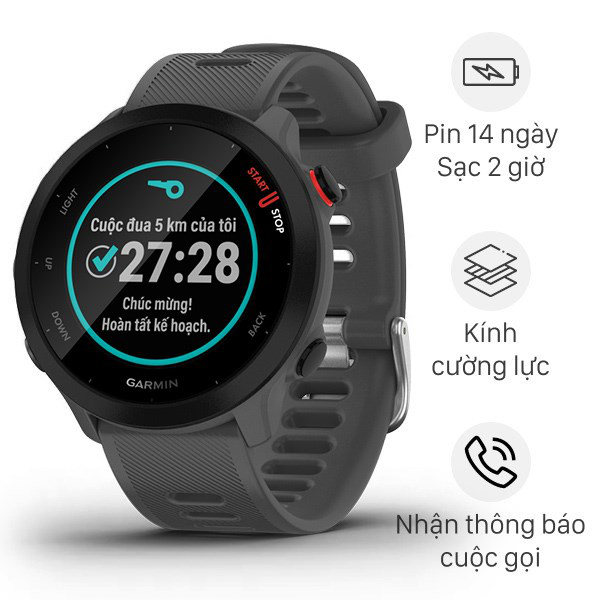 LIGHT
UP
DOWN
START
STOP
BACK
Cuộc đua 5 km của tôi
27:28
Chúc mừng!
Hoàn tất kế hoạch.
GARMIN
Pin 14 ngày
Sạc 2 giờ
Kính
cường lực
Nhận thông báo
cuộc gọi